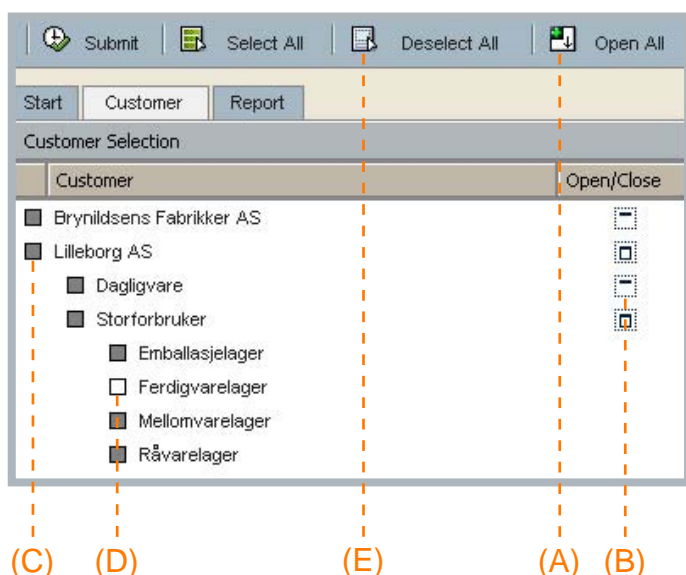 Submit Select All Deselect All Open All
Start Customer Report
Customer Selection
Customer Open/Close
Brynildsens Fabrikker AS
Lilleborg AS
Dagligvare
Storforbruker
Emballasjelager
Ferdigvarelager
Mellomvarelager
Råvarelager
(C) (D) (E) (A) (B)